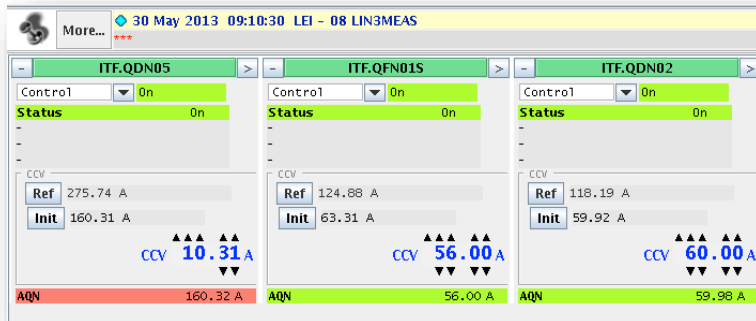 More... 30 May 2013 09:10:30 LEI - 08 LIN3MEAS
***
- ITF.QDN05 >
Control On
Status On
-
-
-
CCV
Ref 275.74 A
Init 160.31 A
CCV 10.31 A
AQN 160.32 A
- ITF.QFN01S >
Control On
Status On
-
-
-
CCV
Ref 124.88 A
Init 63.31 A
CCV 56.00 A
AQN 56.00 A
- ITF.QDN02 >
Control On
Status On
-
-
-
CCV
Ref 118.19 A
Init 59.92 A
CCV 60.00 A
AQN 59.98 A